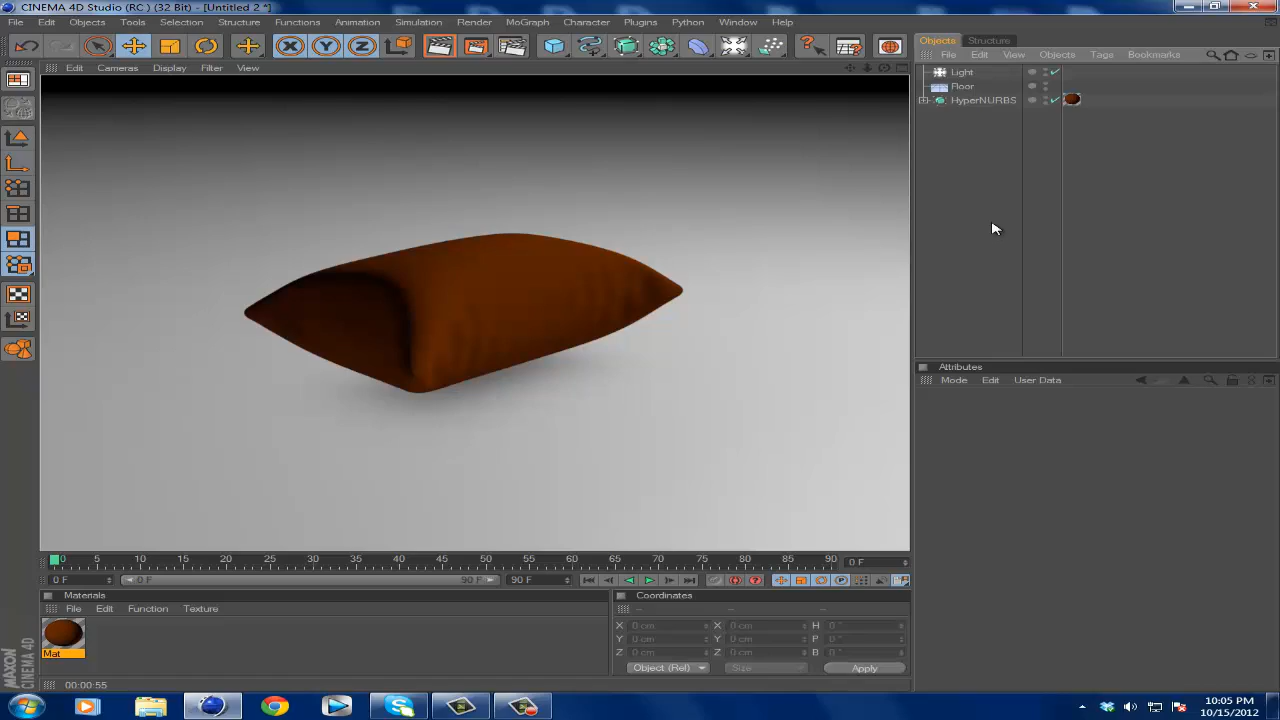 CINEMA 4D Studio (RC) (32 Bit) - [Untitled 2 *]
File Edit Objects Tools Selection Structure Functions Animation Simulation Render MoGraph Character Plugins Python Window Help
Edit Cameras Display Filter View
Objects Structure
File Edit View Objects Tags Bookmarks
Light
Floor
HyperNURBS
Attributes
Mode Edit User Data
0 5 10 15 20 25 30 35 40 45 50 55 60 65 70 75 80 85 90 0 F
0 F 0 F 90 F 90 F
Materials
File Edit Function Texture
Mat
Coordinates
-- -- --
X 0 cm X 0 cm H 0 °
Y 0 cm Y 0 cm P 0 °
Z 0 cm Z 0 cm B 0 °
Object (Rel) Size Apply
MAXON
CINEMA 4D
00:00:55
10:05 PM
10/15/2012